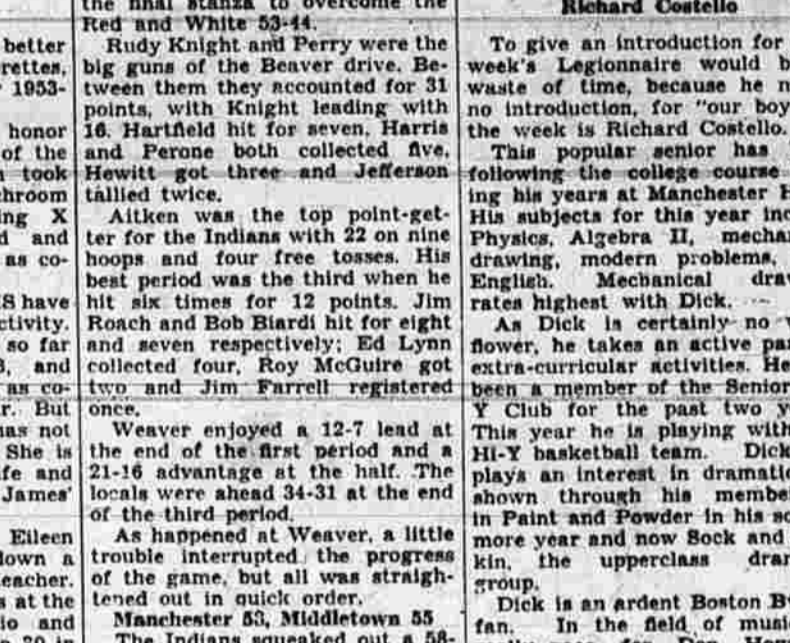 better
rettes,
1953-
honor
of the
took
chroom
ing X
d and
as co-
S have
ctivity.
so far
and
as co-
r. But
has not
She is
ife and
James'
Eileen
down a
eacher.
s at the
io and
the final stanza to overcome the
Red and White 53-44.
Rudy Knight and Perry were the
big guns of the Beaver drive. Be-
tween them they accounted for 31
points, with Knight leading with
16. Hartfield hit for seven, Harris
and Perone both collected five.
Hewitt got three and Jefferson
tallied twice.
Aitken was the top point-get-
ter for the Indians with 22 on nine
hoops and four free tosses. His
best period was the third when he
hit six times for 12 points. Jim
Roach and Bob Biardi hit for eight
and seven respectively; Ed Lynn
collected four, Roy McGuire got
two and Jim Farrell registered
once.
Weaver enjoyed a 12-7 lead at
the end of the first period and a
21-16 advantage at the half. The
locals were ahead 34-31 at the end
of the third period.
As happened at Weaver, a little
trouble interrupted the progress
of the game, but all was straigh-
tened out in quick order.
Manchester 53, Middletown 55
The Indians squeaked out a 58-
Richard Costello
To give an introduction for
week's Legionnaire would b
waste of time, because he n
no introduction, for "our boy
the week is Richard Costello.
This popular senior has
following the college course
ing his years at Manchester H
His subjects for this year inc
Physics, Algebra II, mechan
drawing, modern problems,
English. Mechanical draw
rates highest with Dick.
As Dick is certainly no w
flower, he takes an active par
extra-curricular activities. He
been a member of the Senior
Y Club for the past two y
This year he is playing with
Hi-Y basketball team. Dick
plays an interest in dramatic
shown through his member
in Paint and Powder in his so
more year and now Sock and
kin, the upperclass dram
group.
Dick is an ardent Boston B
fan. In the field of musi